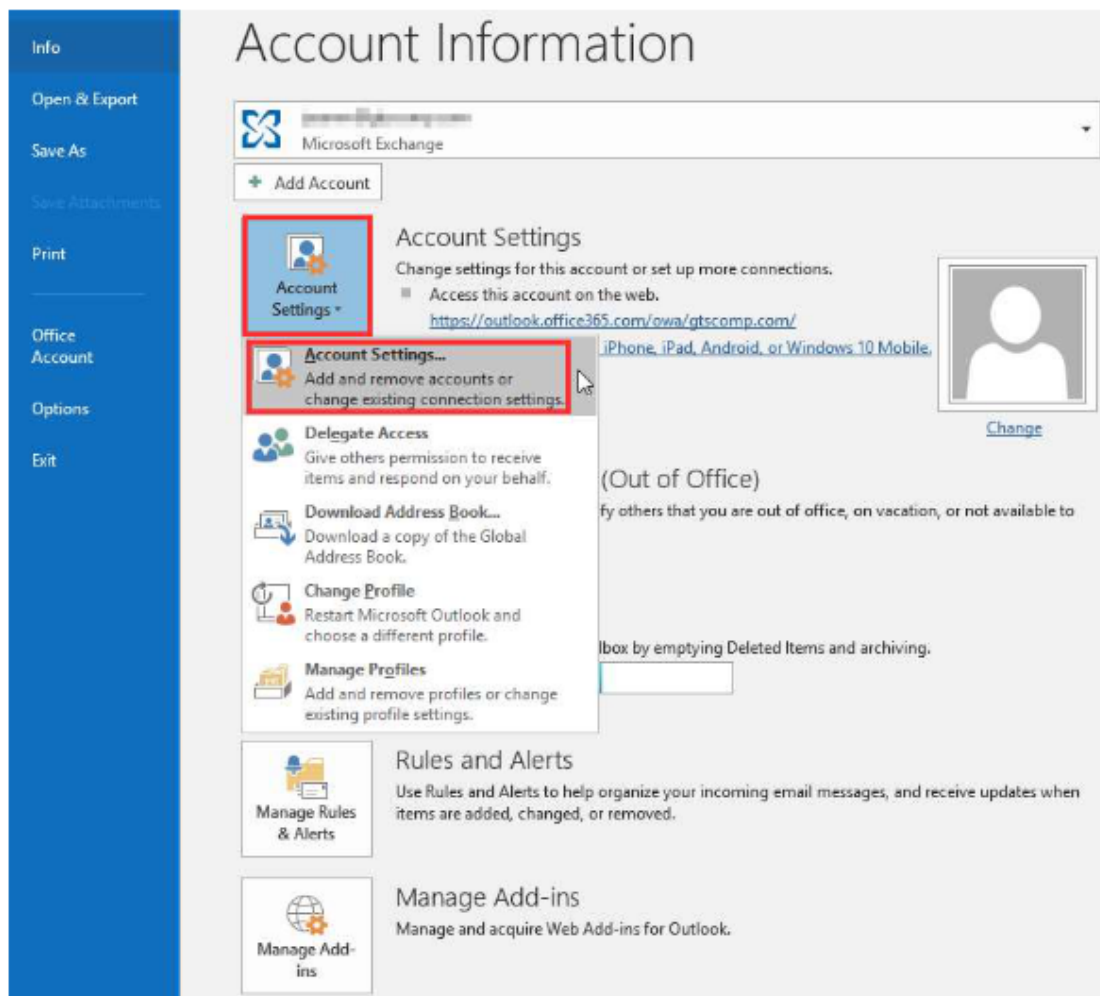 Account Information
Info
Open & Export
Save As
Save Attachments
Print
Office
Account
Options
Exit
Microsoft Exchange
+ Add Account
Account
Settings
Account Settings
Change settings for this account or set up more connections.
Access this account on the web.
https://outlook.office365.com/owa/gtscomp.com/
iPhone, iPad, Android, or Windows 10 Mobile.
Change
Account Settings...
Add and remove accounts or
change existing connection settings.
Delegate Access
Give others permission to receive
items and respond on your behalf.
Download Address Book...
Download a copy of the Global
Address Book.
Change Profile
Restart Microsoft Outlook and
choose a different profile.
Manage Profiles
Add and remove profiles or change
existing profile settings.
(Out of Office)
fy others that you are out of office, on vacation, or not available to
lbox by emptying Deleted Items and archiving.
Manage Rules
& Alerts
Rules and Alerts
Use Rules and Alerts to help organize your incoming email messages, and receive updates when
items are added, changed, or removed.
Manage Add-
ins
Manage Add-ins
Manage and acquire Web Add-ins for Outlook.